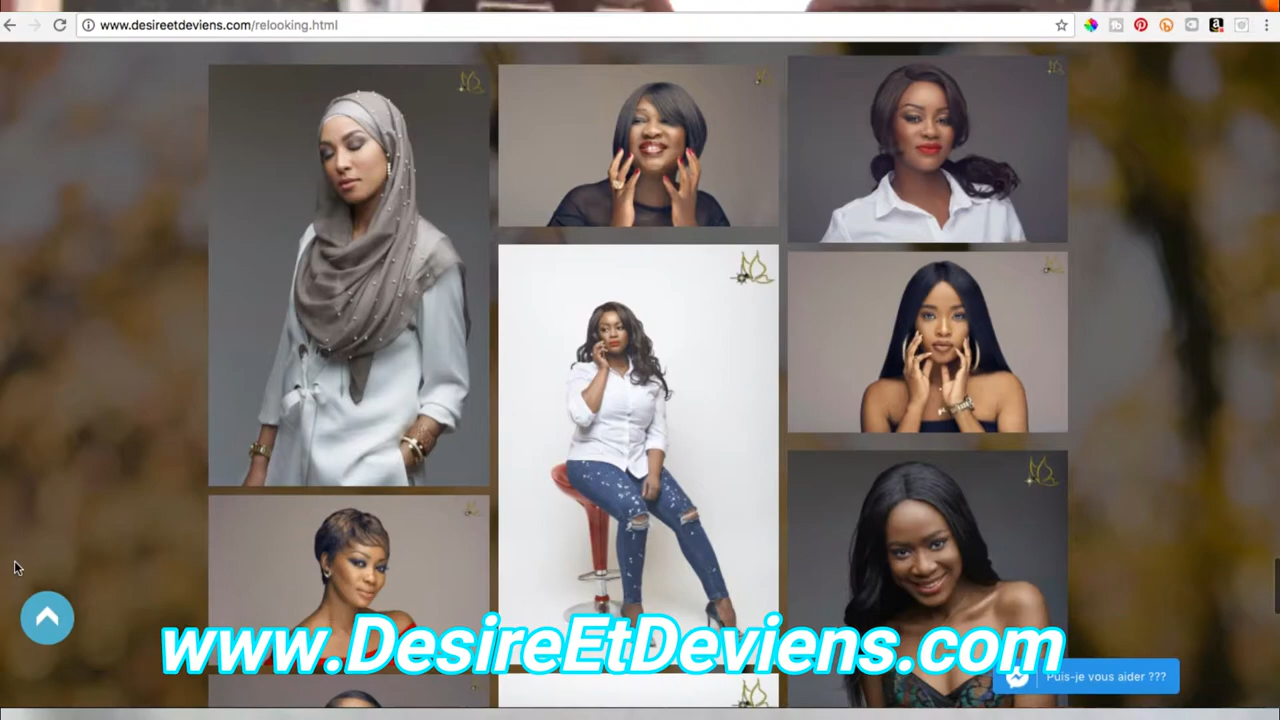 www.desireetdeviens.com/relooking.html
www.DesireEtDeviens.com
Puis-je vous aider ???